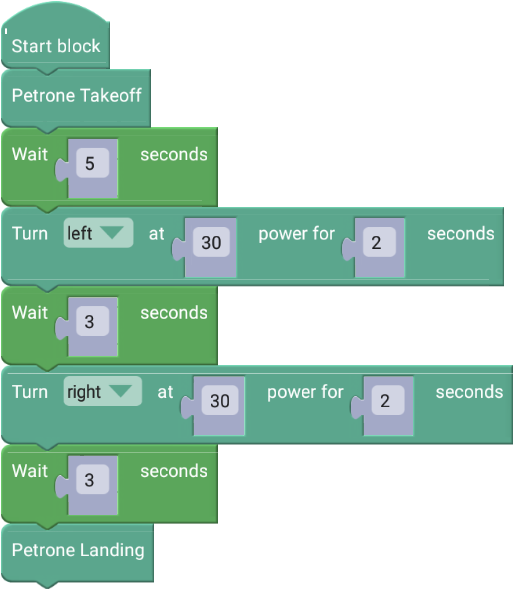 Start block
Petrone Takeoff
Wait 5 seconds
Turn left at 30 power for 2 seconds
Wait 3 seconds
Turn right at 30 power for 2 seconds
Wait 3 seconds
Petrone Landing